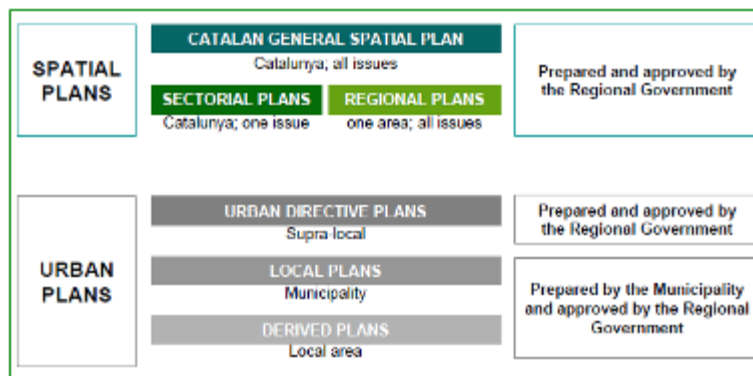 SPATIAL
PLANS
CATALAN GENERAL SPATIAL PLAN
Catalunya; all issues
SECTORIAL PLANS
Catalunya; one issue
REGIONAL PLANS
one area; all issues
Prepared and approved by
the Regional Government
URBAN
PLANS
URBAN DIRECTIVE PLANS
Supra-local
LOCAL PLANS
Municipality
DERIVED PLANS
Local area
Prepared and approved by
the Regional Government
Prepared by the Municipality
and approved by the Regional
Government